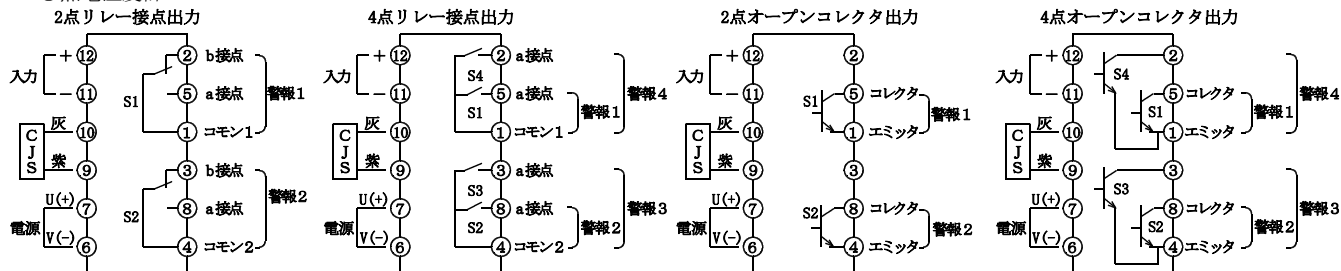 2点リレー接点出力
12
+
入力
−
11
灰
10
CJS
紫
9
U(+)
7
電源
V(-)
6
2 b接点
S1
5 a接点
警報1
1 コモン1
3 b接点
S2
8 a接点
警報2
4 コモン2
4点リレー接点出力
12
+
入力
−
11
灰
10
CJS
紫
9
U(+)
7
電源
V(-)
6
2 a接点
S4
5 a接点
S1
警報1
警報4
1 コモン1
3 a接点
S3
8 a接点
S2
警報2
警報3
4 コモン2
2点オープンコレクタ出力
12
+
入力
−
11
灰
10
CJS
紫
9
U(+)
7
電源
V(-)
6
2
S1
5 コレクタ
警報1
1 エミッタ
3
S2
8 コレクタ
警報2
4 エミッタ
4点オープンコレクタ出力
12
+
入力
−
11
灰
10
CJS
紫
9
U(+)
7
電源
V(-)
6
2
S4
5 コレクタ
S1
警報1
警報4
1 エミッタ
3
S3
8 コレクタ
S2
警報2
警報3
4 エミッタ